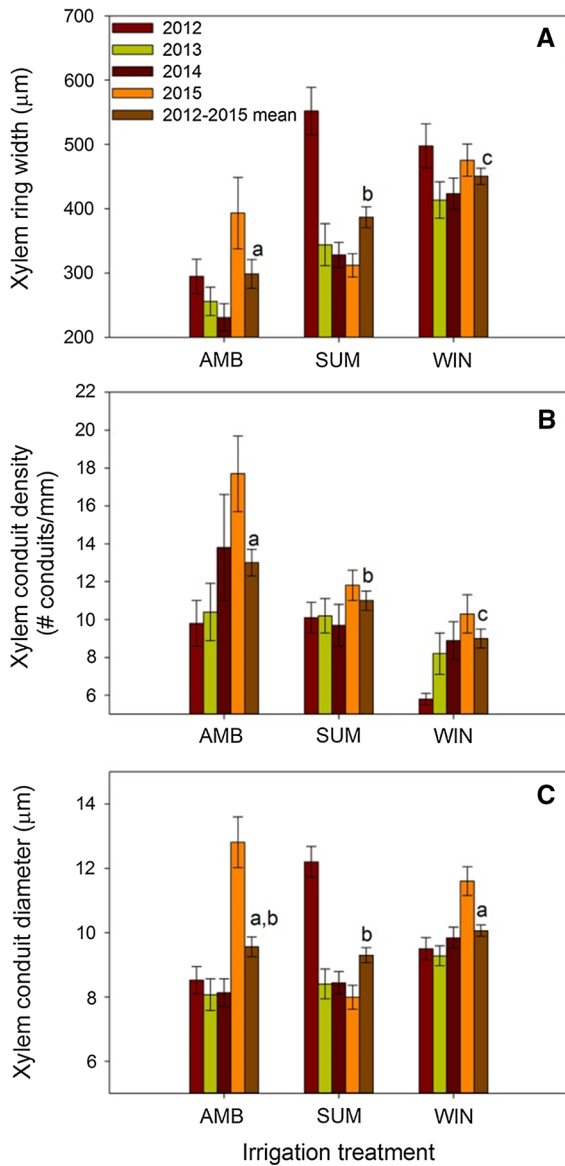 A
Xylem ring width (μm)
700
600
500
400
300
200
2012
2013
2014
2015
2012-2015 mean
a
b
c
AMB SUM WIN
B
Xylem conduit density
(# conduits/mm)
22
20
18
16
14
12
10
8
6
a
b
c
AMB SUM WIN
C
Xylem conduit diameter (μm)
14
12
10
8
6
a,b
b
a
AMB SUM WIN
Irrigation treatment